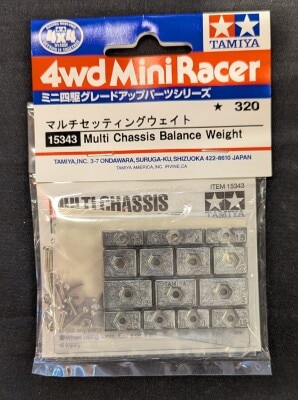 4WD
TAMIYA
4wd Mini Racer
ミニ四駆グレードアップパーツシリーズ
★ 320
マルチセッティングウェイト
15343 Multi Chassis Balance Weight
TAMIYA, INC. 3-7 ONDAWARA, SURUGA-KU, SHIZUOKA 422-8610 JAPAN
TAMIYA AMERICA, INC. IRVINE, CA
ITEM 15343
MULTI CHASSIS
TAMIYA